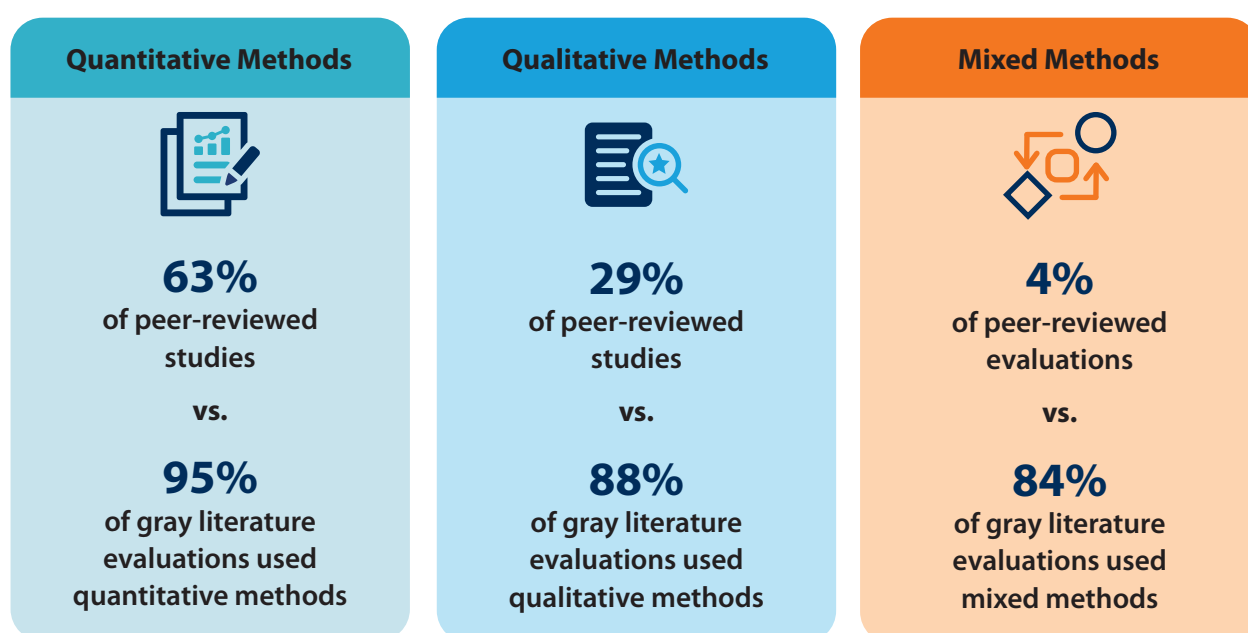 Quantitative Methods
63%
of peer-reviewed
studies
vs.
95%
of gray literature
evaluations used
quantitative methods
Qualitative Methods
29%
of peer-reviewed
studies
vs.
88%
of gray literature
evaluations used
qualitative methods
Mixed Methods
4%
of peer-reviewed
evaluations
vs.
84%
of gray literature
evaluations used
mixed methods